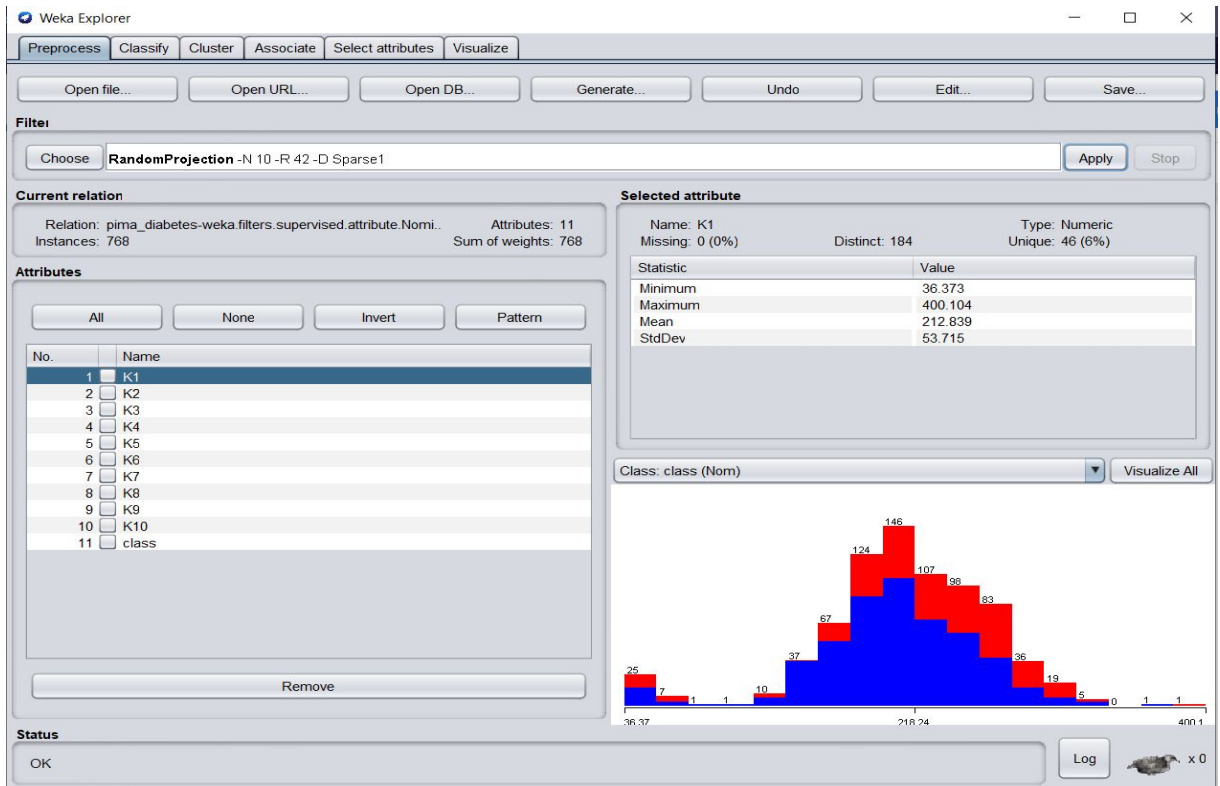 Weka Explorer
Preprocess Classify Cluster Associate Select attributes Visualize
Open file... Open URL... Open DB... Generate... Undo Edit... Save...
Filter
Choose RandomProjection -N 10 -R 42 -D Sparse1 Apply Stop
Current relation
Relation: pima_diabetes-weka.filters.supervised.attribute.Nomi.. Attributes: 11
Instances: 768 Sum of weights: 768
Selected attribute
Name: K1 Type: Numeric
Missing: 0 (0%) Distinct: 184 Unique: 46 (6%)
Statistic Value
Minimum 36.373
Maximum 400.104
Mean 212.839
StdDev 53.715
Attributes
All None Invert Pattern
No. Name
1 K1
2 K2
3 K3
4 K4
5 K5
6 K6
7 K7
8 K8
9 K9
10 K10
11 class
Remove
Class: class (Nom) Visualize All
25 7 1 1 10 37 67 124 146 107 98 83 36 19 5 0 1 1
36.37 218.24 400.1
Status
OK Log x 0